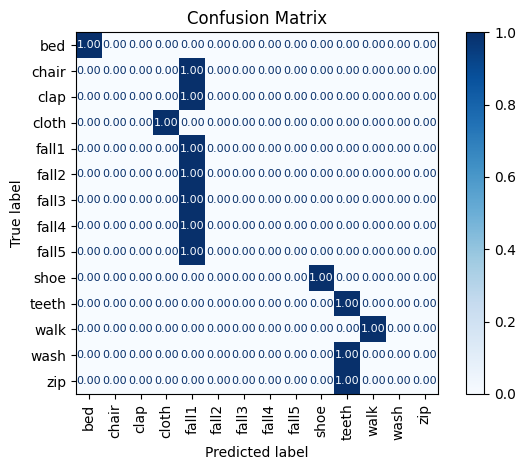 Confusion Matrix
bed 1.00 0.00 0.00 0.00 0.00 0.00 0.00 0.00 0.00 0.00 0.00 0.00 0.00 0.00
chair 0.00 0.00 0.00 0.00 1.00 0.00 0.00 0.00 0.00 0.00 0.00 0.00 0.00 0.00
clap 0.00 0.00 0.00 0.00 1.00 0.00 0.00 0.00 0.00 0.00 0.00 0.00 0.00 0.00
cloth 0.00 0.00 0.00 1.00 0.00 0.00 0.00 0.00 0.00 0.00 0.00 0.00 0.00 0.00
fall1 0.00 0.00 0.00 0.00 1.00 0.00 0.00 0.00 0.00 0.00 0.00 0.00 0.00 0.00
fall2 0.00 0.00 0.00 0.00 1.00 0.00 0.00 0.00 0.00 0.00 0.00 0.00 0.00 0.00
fall3 0.00 0.00 0.00 0.00 1.00 0.00 0.00 0.00 0.00 0.00 0.00 0.00 0.00 0.00
fall4 0.00 0.00 0.00 0.00 1.00 0.00 0.00 0.00 0.00 0.00 0.00 0.00 0.00 0.00
fall5 0.00 0.00 0.00 0.00 1.00 0.00 0.00 0.00 0.00 0.00 0.00 0.00 0.00 0.00
shoe 0.00 0.00 0.00 0.00 0.00 0.00 0.00 0.00 0.00 1.00 0.00 0.00 0.00 0.00
teeth 0.00 0.00 0.00 0.00 0.00 0.00 0.00 0.00 0.00 0.00 1.00 0.00 0.00 0.00
walk 0.00 0.00 0.00 0.00 0.00 0.00 0.00 0.00 0.00 0.00 0.00 1.00 0.00 0.00
wash 0.00 0.00 0.00 0.00 0.00 0.00 0.00 0.00 0.00 0.00 1.00 0.00 0.00 0.00
zip 0.00 0.00 0.00 0.00 0.00 0.00 0.00 0.00 0.00 0.00 1.00 0.00 0.00 0.00
bed chair clap cloth fall1 fall2 fall3 fall4 fall5 shoe teeth walk wash zip
Predicted label
True label
1.0
0.8
0.6
0.4
0.2
0.0